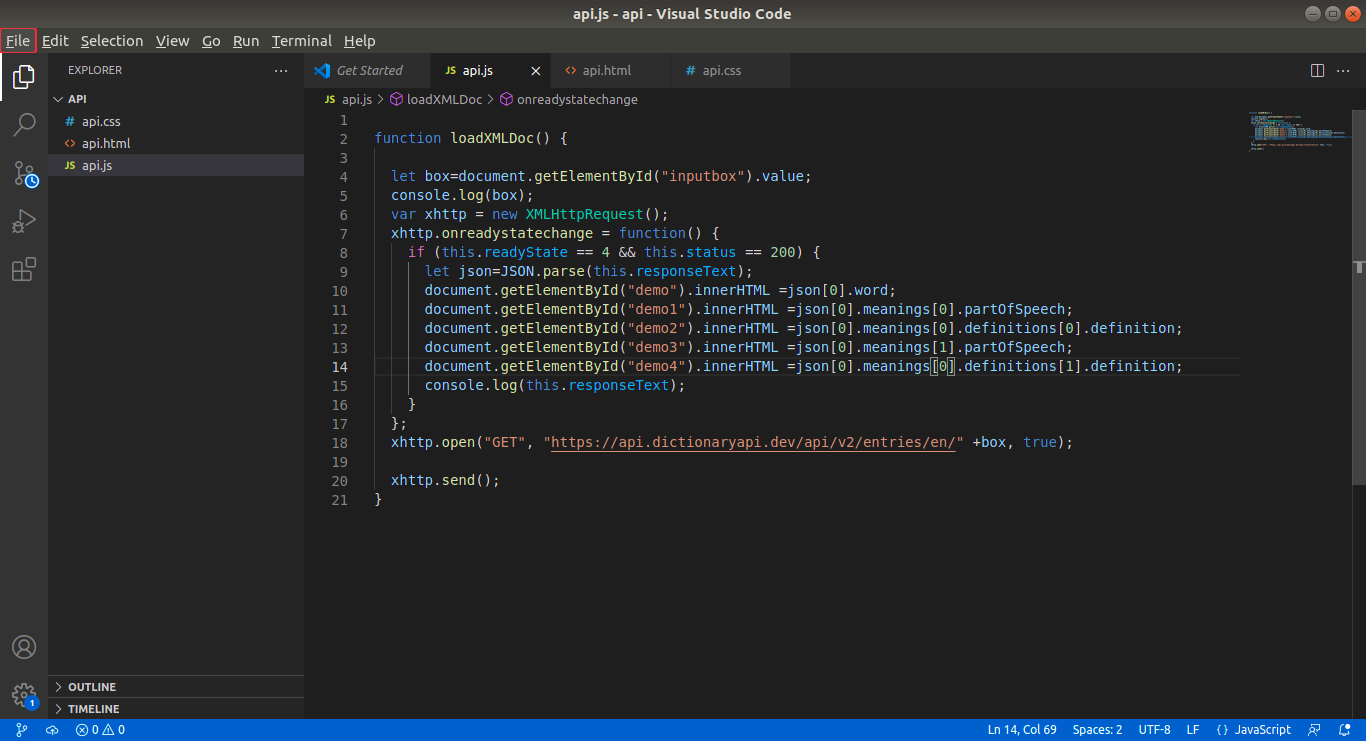 api.js - api - Visual Studio Code
File Edit Selection View Go Run Terminal Help
EXPLORER
Get Started
JS api.js
<> api.html
# api.css
API
# api.css
<> api.html
JS api.js
JS api.js > loadXMLDoc > onreadystatechange
1
2 function loadXMLDoc() {
3
4 let box=document.getElementById("inputbox").value;
5 console.log(box);
6 var xhttp = new XMLHttpRequest();
7 xhttp.onreadystatechange = function() {
8 if (this.readyState == 4 && this.status == 200) {
9 let json=JSON.parse(this.responseText);
10 document.getElementById("demo").innerHTML =json[0].word;
11 document.getElementById("demo1").innerHTML =json[0].meanings[0].partOfSpeech;
12 document.getElementById("demo2").innerHTML =json[0].meanings[0].definitions[0].definition;
13 document.getElementById("demo3").innerHTML =json[0].meanings[1].partOfSpeech;
14 document.getElementById("demo4").innerHTML =json[0].meanings[0].definitions[1].definition;
15 console.log(this.responseText);
16 }
17 };
18 xhttp.open("GET", "https://api.dictionaryapi.dev/api/v2/entries/en/" +box, true);
19
20 xhttp.send();
21 }
OUTLINE
TIMELINE
1
0 0
Ln 14, Col 69 Spaces: 2 UTF-8 LF {} JavaScript